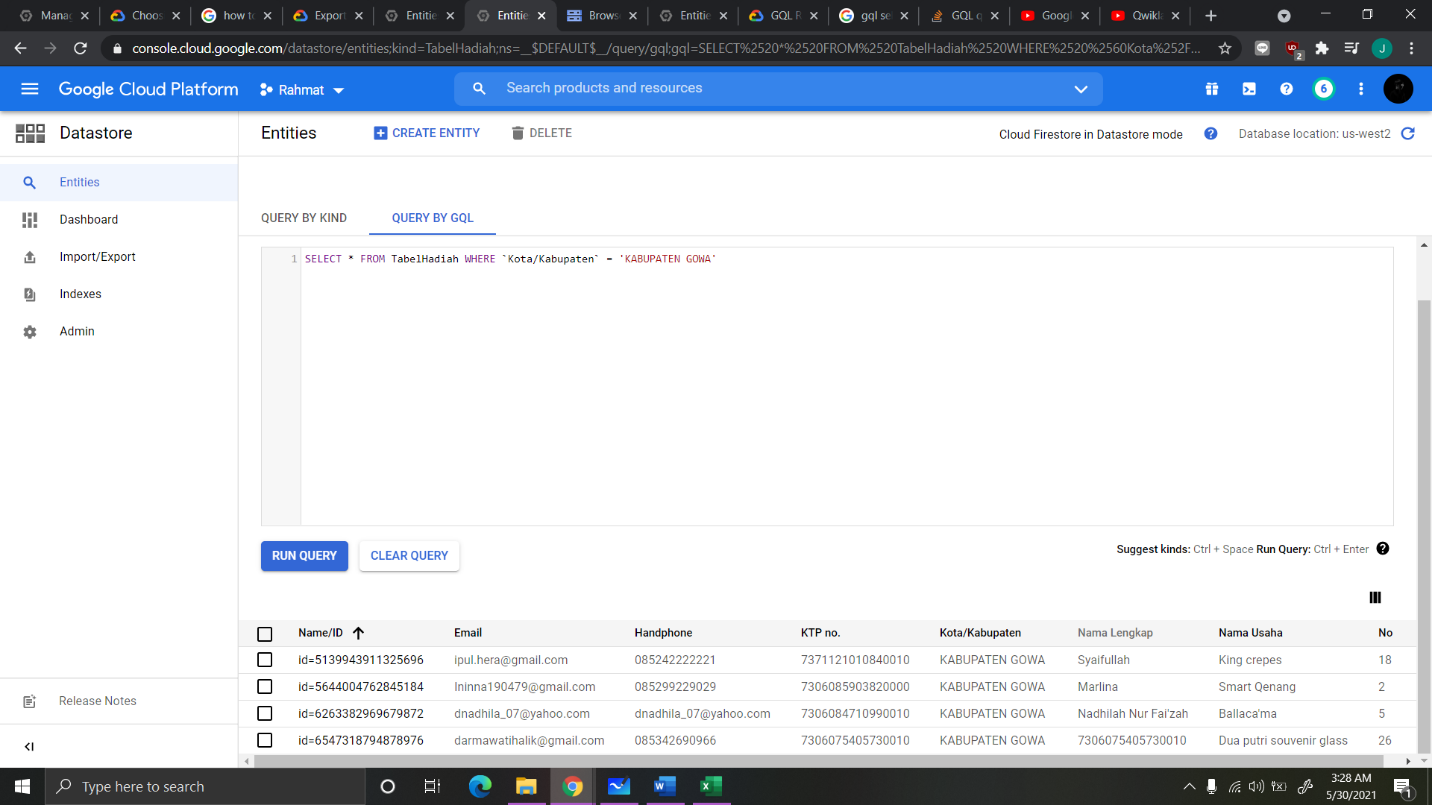 Manag
Choos
how to
Export
Entitie
Entitie
Brows
Entitie
GQL R
gql se
GQL q
Googl
Qwikl
console.cloud.google.com/datastore/entities;kind=TabelHadiah;ns=__$DEFAULT$__/query/gql;gql=SELECT%2520*%2520FROM%2520TabelHadiah%2520WHERE%2520%2560Kota%252F...
2
J
Google Cloud Platform
Rahmat
Search products and resources
6
Datastore
Entities
CREATE ENTITY
DELETE
Cloud Firestore in Datastore mode
Database location: us-west2
Entities
Dashboard
Import/Export
Indexes
Admin
Release Notes
QUERY BY KIND
QUERY BY GQL
1 SELECT * FROM TabelHadiah WHERE `Kota/Kabupaten` = 'KABUPATEN GOWA'
RUN QUERY
CLEAR QUERY
Suggest kinds: Ctrl + Space Run Query: Ctrl + Enter
Name/ID Email Handphone KTP no. Kota/Kabupaten Nama Lengkap Nama Usaha No
id=5139943911325696 ipul.hera@gmail.com 085242222221 7371121010840010 KABUPATEN GOWA Syaifullah King crepes 18
id=5644004762845184 lninna190479@gmail.com 085299229029 7306085903820000 KABUPATEN GOWA Marlina Smart Qenang 2
id=6263382969679872 dnadhila_07@yahoo.com dnadhila_07@yahoo.com 7306084710990010 KABUPATEN GOWA Nadhilah Nur Fai'zah Ballaca'ma 5
id=6547318794878976 darmawatihalik@gmail.com 085342690966 7306075405730010 KABUPATEN GOWA 7306075405730010 Dua putri souvenir glass 26
Type here to search
3:28 AM
5/30/2021
1